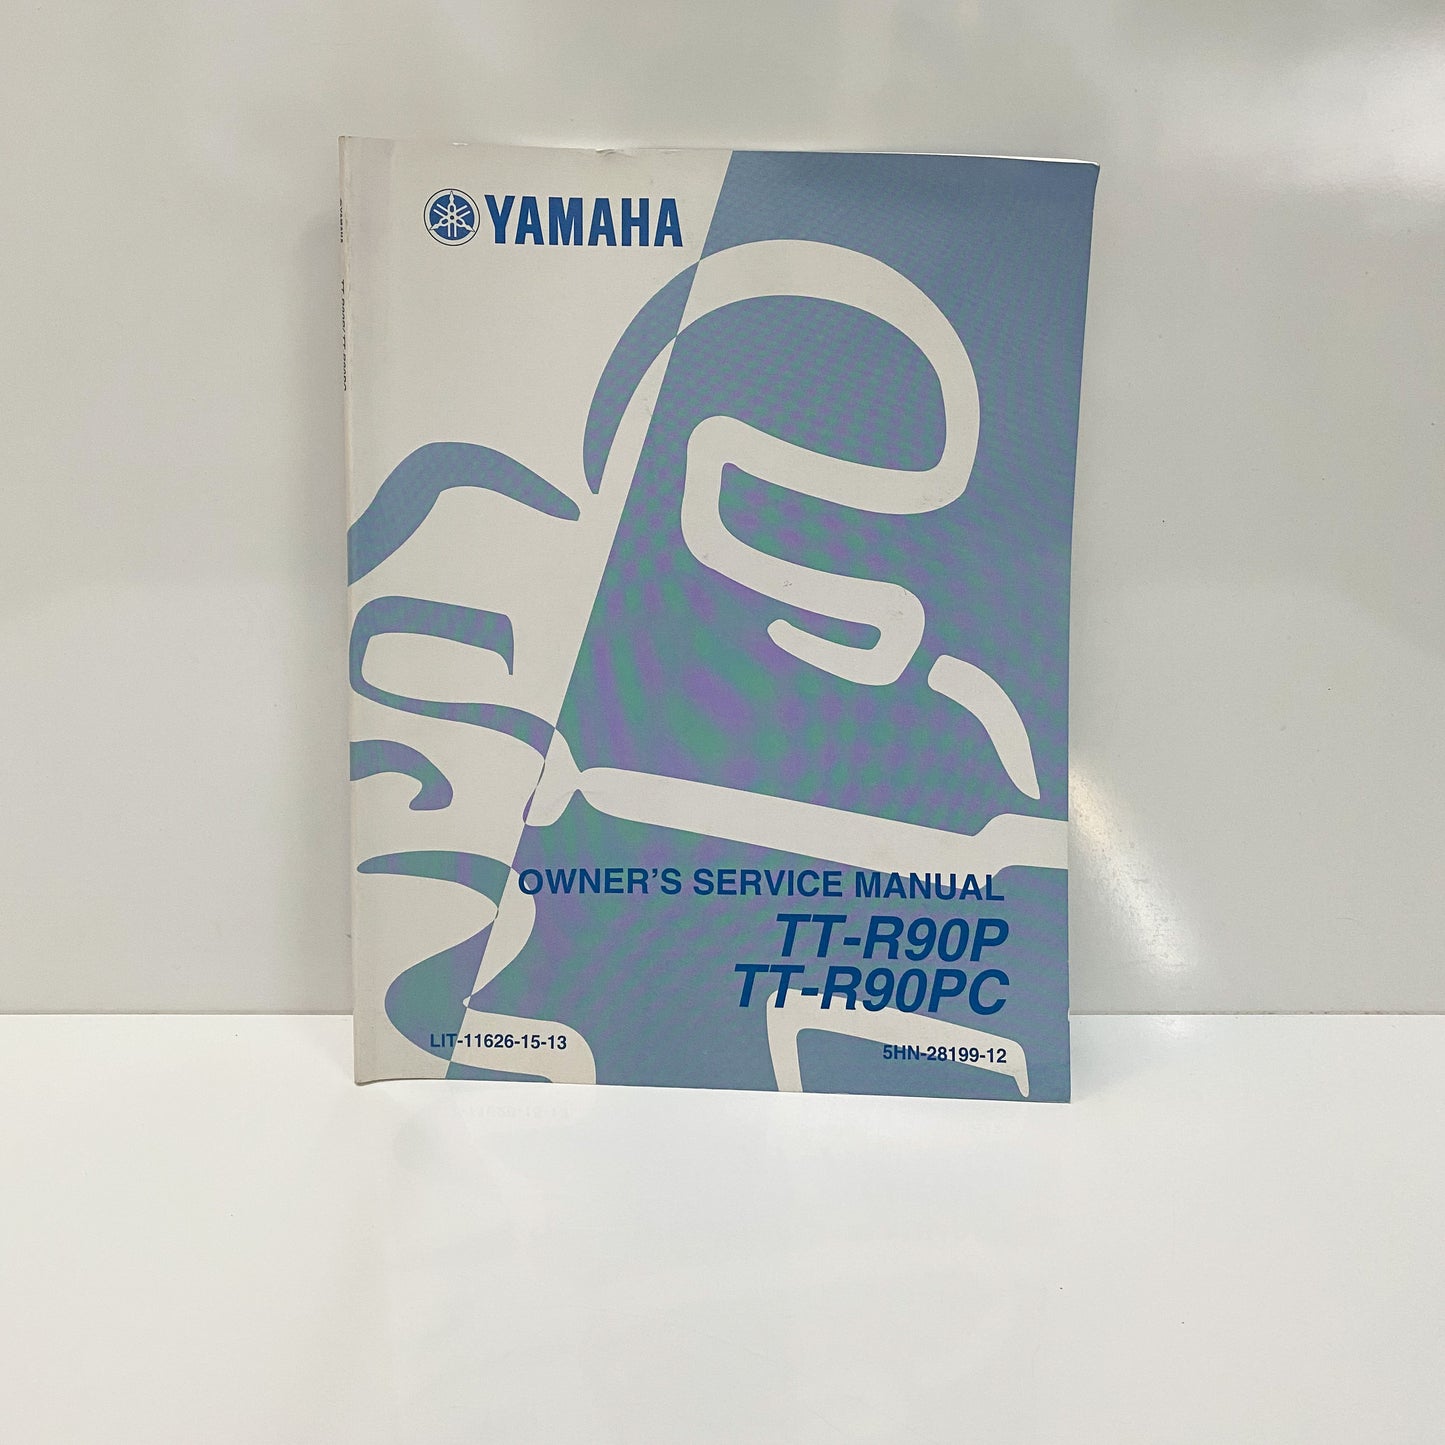 YAMAHA
OWNER'S SERVICE MANUAL
TT-R90P
TT-R90PC
LIT-11626-15-13
5HN-28199-12